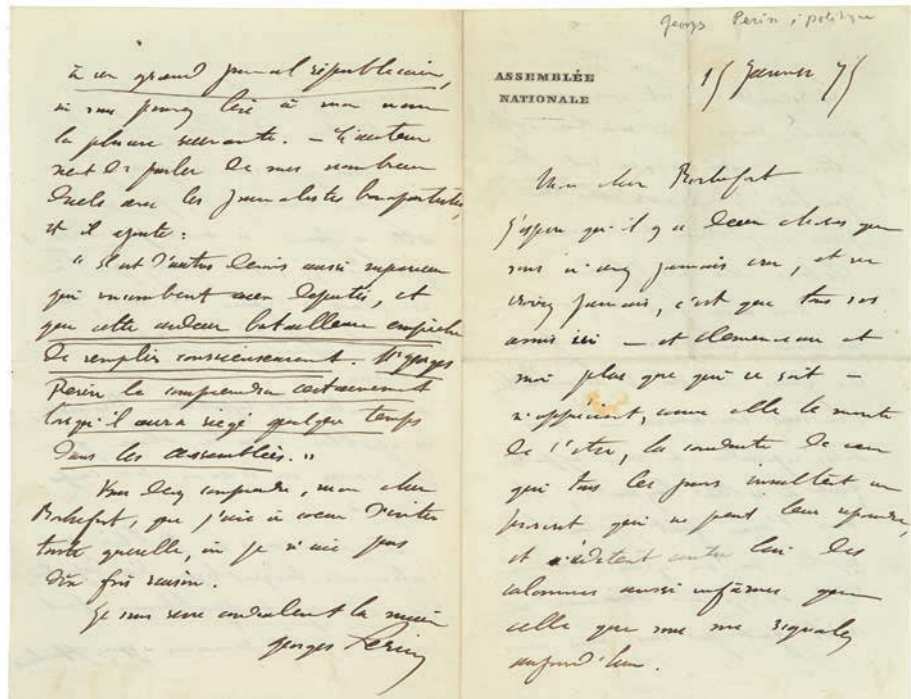 Georges Perin, politique
ASSEMBLÉE
NATIONALE
15 Janvier 75
Mon cher Rochefort
J'espère qu'il y a deux choses que
vous n'avez jamais cru, et ne
croirez jamais, c'est que tous vos
amis ici — et Clemenceau et
moi plus que qui ce soit —
n'apprécient, comme elle le mérite
de l'être, la conduite de ceux
qui tous les jours insultent un
proscrit qui ne peut leur répondre,
et contre lui des
calomnies aussi infâmes que
celle que vous me signalez
aujourd'hui.
à un grand journal républicain,
si vous pouvez lire à mon nom
la phrase suivante. — L'auteur
vient de parler de mes nombreux
duels avec les journalistes bonapartistes,
et il ajoute :
" Il est d'autres devoirs aussi
qui incombent aux députés, et
que cette ardeur batailleuse empêche
de remplir consciencieusement. Mr Georges
Perin le comprendra certainement
lorsqu'il aura siégé quelque temps
dans les assemblées. "
Vous devez comprendre, mon cher
Rochefort, que j'aie à coeur d'éviter
toute querelle, où je n'aie pas
dix fois raison.
Je vous serre cordialement la main
Georges Perin